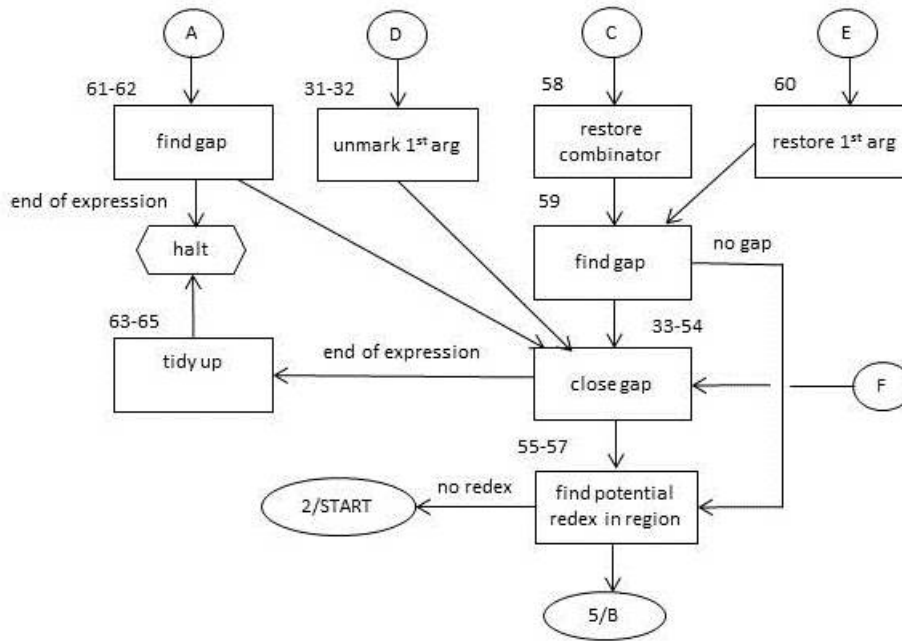 A
D
C
E
61-62
31-32
58
60
find gap
unmark 1st arg
restore
combinator
restore 1st arg
end of expression
59
halt
find gap
no gap
63-65
33-54
tidy up
end of expression
close gap
F
55-57
2/START
no redex
find potential
redex in region
5/B